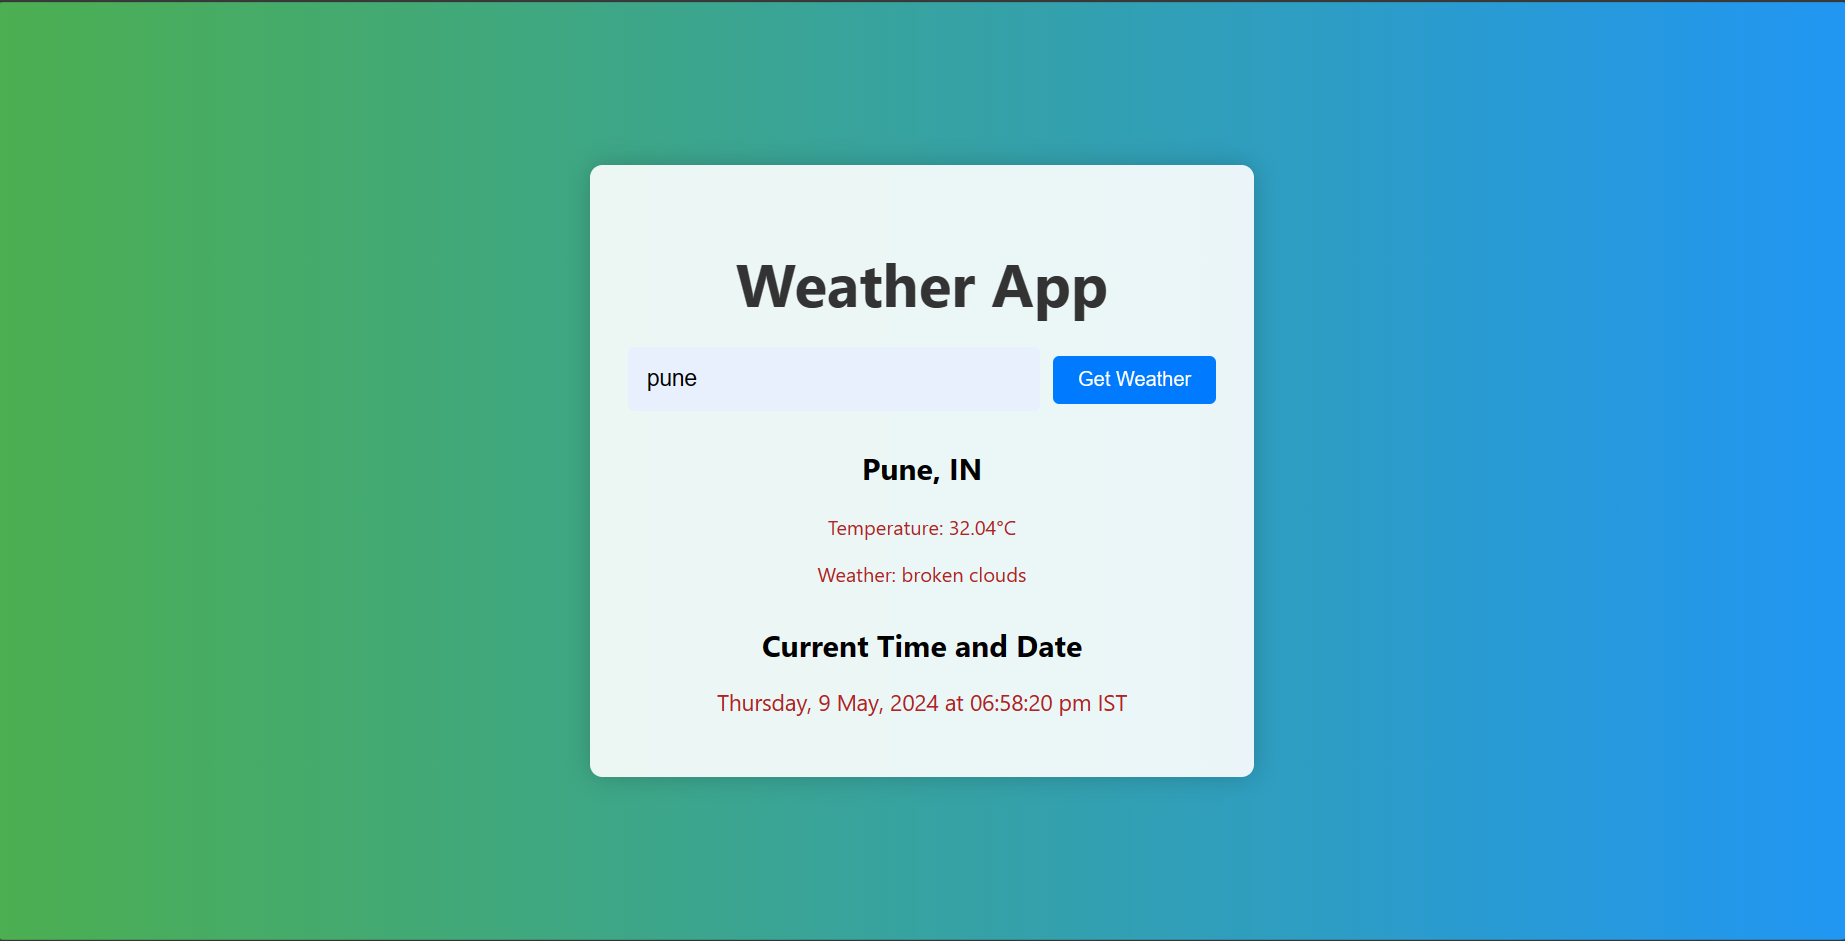 Weather App
pune
Get Weather
Pune, IN
Temperature: 32.04°C
Weather: broken clouds
Current Time and Date
Thursday, 9 May, 2024 at 06:58:20 pm IST